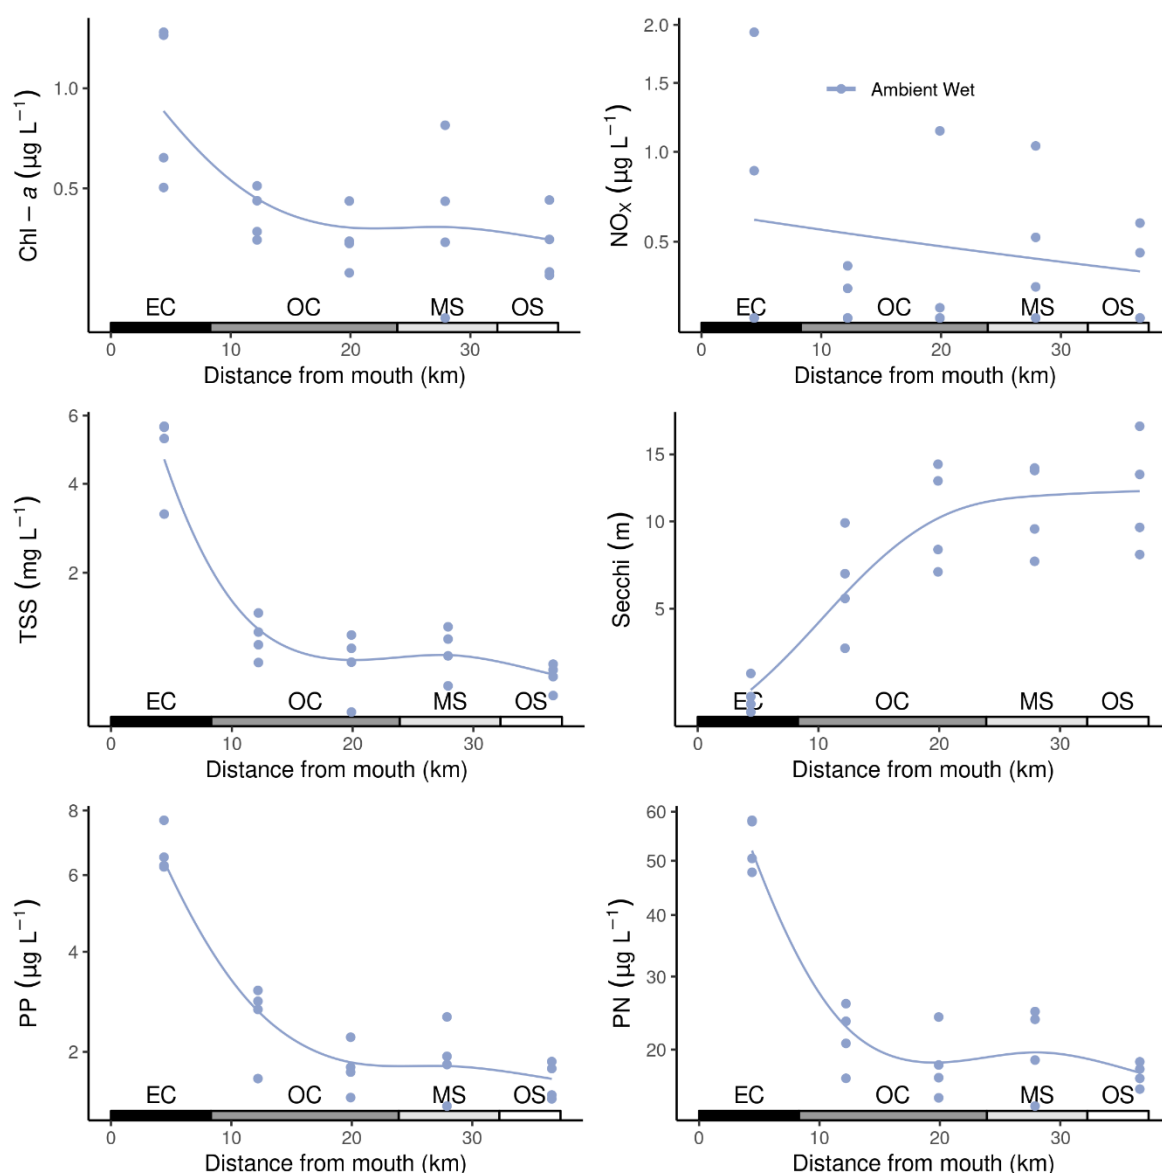 Chl − a (µg L−1)
1.0
0.5
EC OC MS OS
0 10 20 30
Distance from mouth (km)
NOX (µg L−1)
2.0
1.5
1.0
0.5
Ambient Wet
EC OC MS OS
0 10 20 30
Distance from mouth (km)
TSS (mg L−1)
6
4
2
EC OC MS OS
0 10 20 30
Distance from mouth (km)
Secchi (m)
15
10
5
EC OC MS OS
0 10 20 30
Distance from mouth (km)
PP (µg L−1)
8
6
4
2
EC OC MS OS
0 10 20 30
Distance from mouth (km)
PN (µg L−1)
60
50
40
30
20
EC OC MS OS
0 10 20 30
Distance from mouth (km)